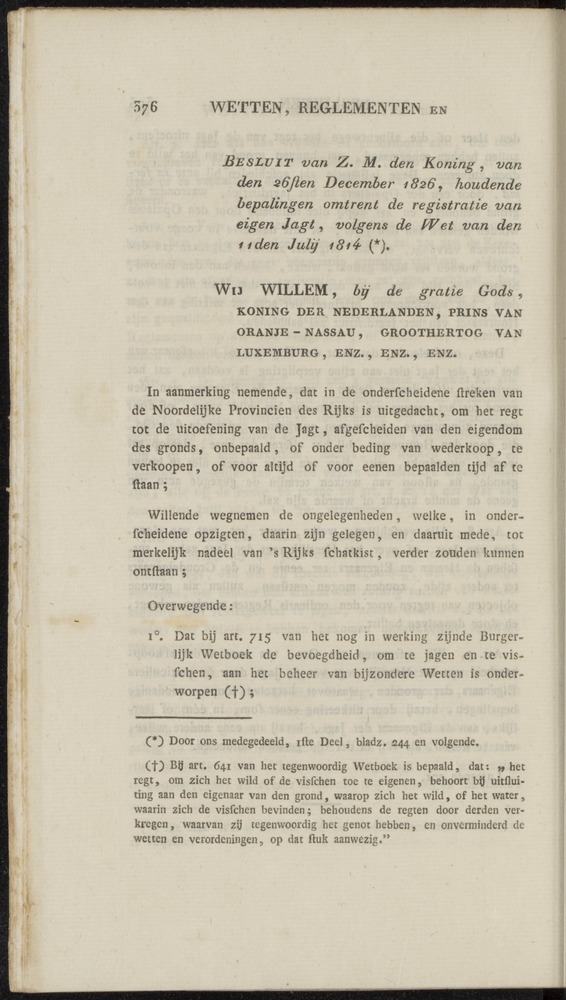 376 WETTEN, REGLEMENTEN EN
BESLUIT van Z. M. den Koning, van
den 26ſten December 1826, houdende
bepalingen omtrent de registratie van
eigen Jagt, volgens de Wet van den
11den Julij 1814 (*).
WIJ WILLEM, bij de gratie Gods,
KONING DER NEDERLANDEN, PRINS VAN
ORANJE – NASSAU, GROOTHERTOG VAN
LUXEMBURG, ENZ., ENZ., ENZ.
In aanmerking nemende, dat in de onderſcheidene ſtreken van
de Noordelijke Provincien des Rijks is uitgedacht, om het regt
tot de uitoefening van de Jagt, afgeſcheiden van den eigendom
des gronds, onbepaald, of onder beding van wederkoop, te
verkoopen, of voor altijd of voor eenen bepaalden tijd af te
ſtaan;
Willende wegnemen de ongelegenheden, welke, in onder-
ſcheidene opzigten, daarin zijn gelegen, en daaruit mede, tot
merkelijk nadeel van 's Rijks ſchatkist, verder zouden kunnen
ontſtaan;
Overwegende:
1°. Dat bij art. 715 van het nog in werking zijnde Burger-
lijk Wetboek de bevoegdheid, om te jagen en te vis-
ſchen, aan het beheer van bijzondere Wetten is onder-
worpen (†);
(*) Door ons medegedeeld, 1ſte Deel, bladz. 244 en volgende.
(†) Bij art. 641 van het tegenwoordig Wetboek is bepaald, dat: „ het
regt, om zich het wild of de visſchen toe te eigenen, behoort bij uitſlui-
ting aan den eigenaar van den grond, waarop zich het wild, of het water,
waarin zich de visſchen bevinden; behoudens de regten door derden ver-
kregen, waarvan zij tegenwoordig het genot hebben, en onverminderd de
wetten en verordeningen, op dat ſtuk aanwezig."